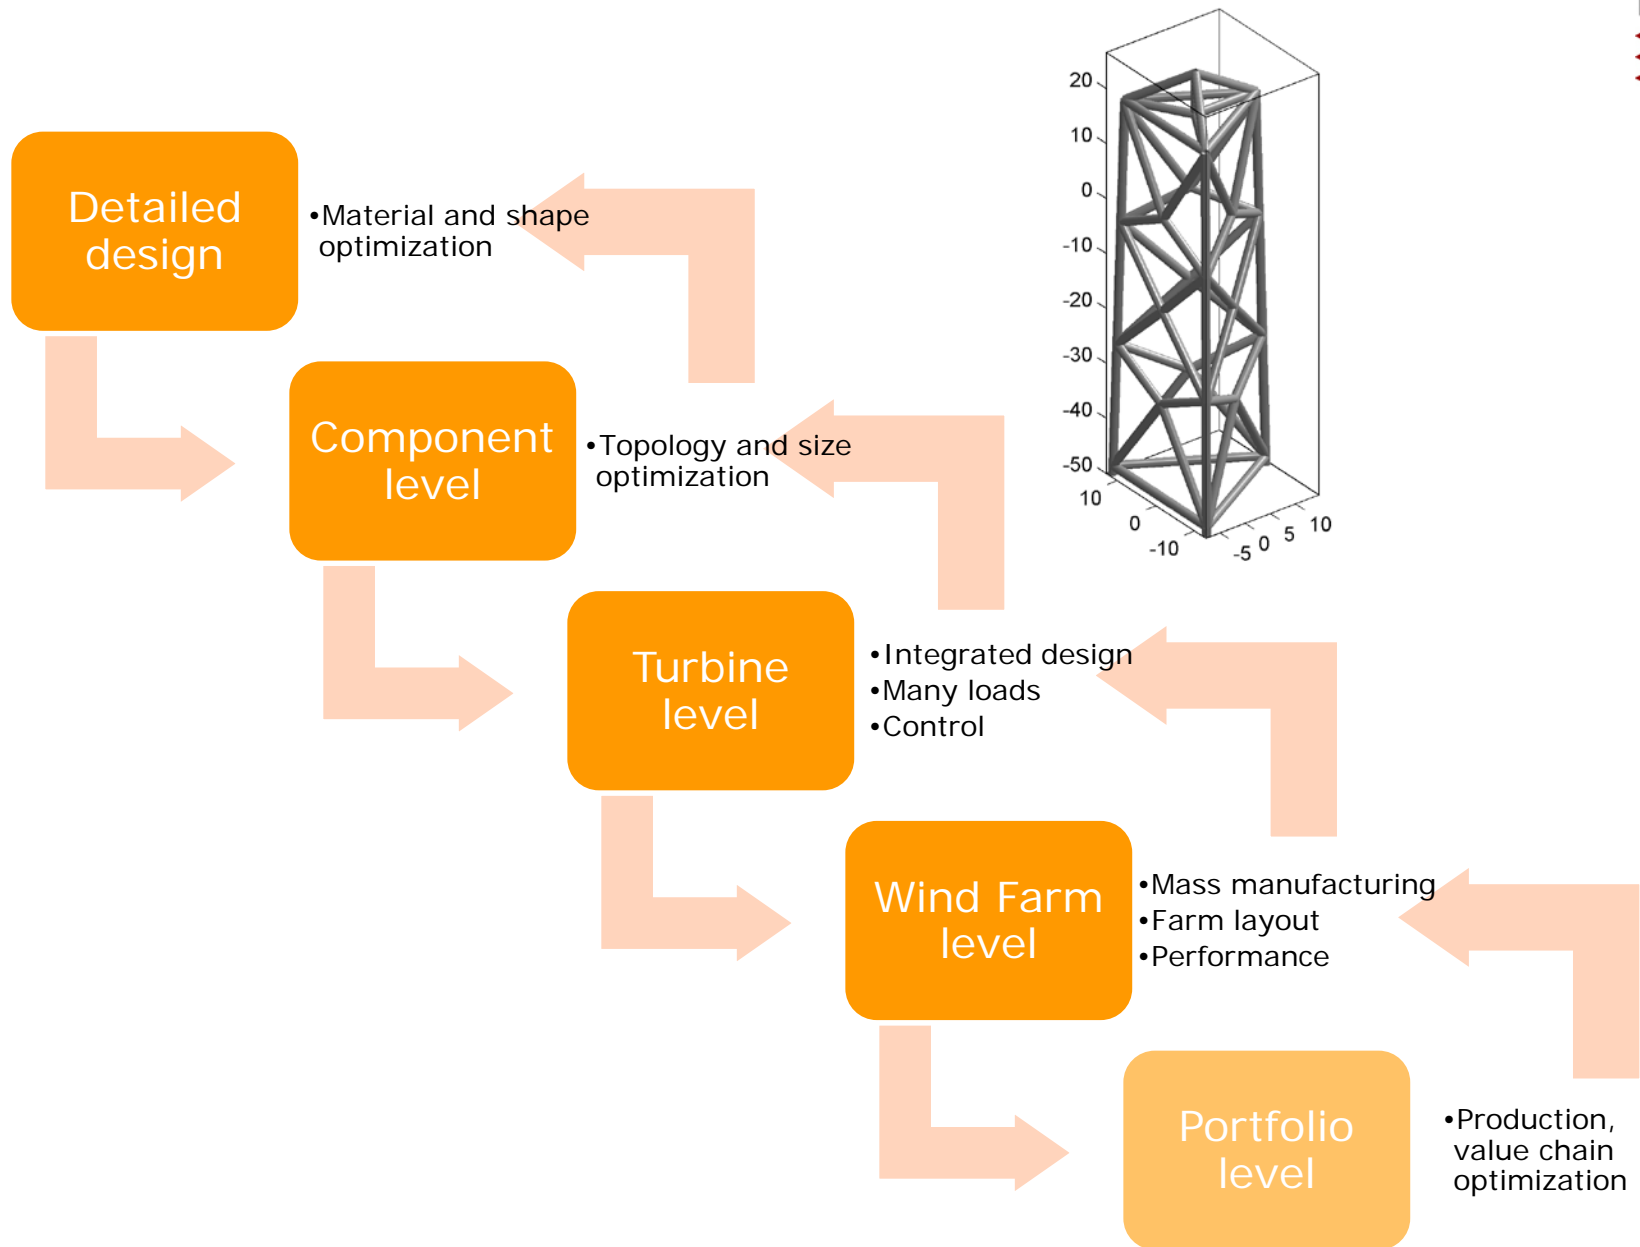 Detailed
design
•Material and shape
optimization
Component
level
•Topology and size
optimization
Turbine
level
•Integrated design
•Many loads
•Control
Wind Farm
level
•Mass manufacturing
•Farm layout
•Performance
Portfolio
level
•Production,
value chain
optimization
20
10
0
-10
-20
-30
-40
-50
10
0
-10
-5 0 5 10